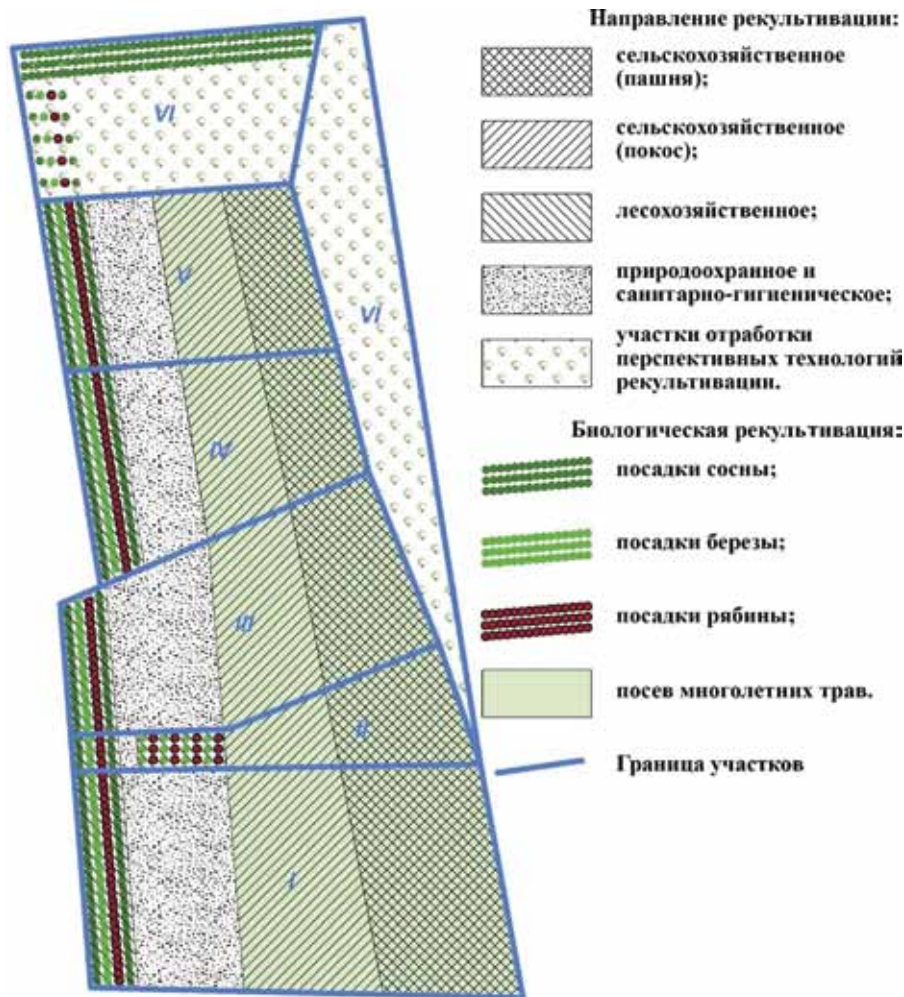 Направление рекультивации:
сельскохозяйственное
(пашня);
сельскохозяйственное
(покос);
лесохозяйственное;
природоохранное и
санитарно-гигиеническое;
участки отработки
перспективных технологий
рекультивации.
Биологическая рекультивация:
посадки сосны;
посадки березы;
посадки рябины;
посев многолетних трав.
Граница участков
VI
V
VI
IV
III
II
I